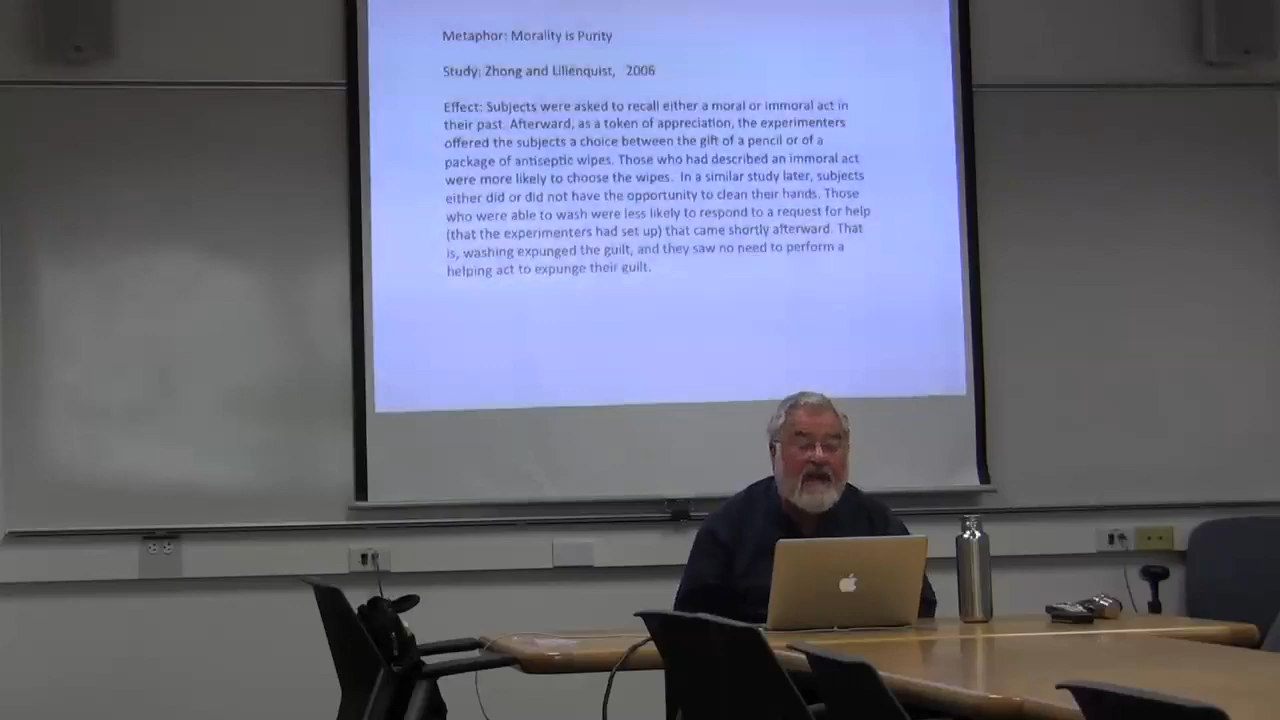 Metaphor: Morality is Purity
Study: Zhong and Lilienquist, 2006
Effect: Subjects were asked to recall either a moral or immoral act in
their past. Afterward, as a token of appreciation, the experimenters
offered the subjects a choice between the gift of a pencil or of a
package of antiseptic wipes. Those who had described an immoral act
were more likely to choose the wipes. In a similar study later, subjects
either did or did not have the opportunity to clean their hands. Those
who were able to wash were less likely to respond to a request for help
(that the experimenters had set up) that came shortly afterward. That
is, washing expunged the guilt, and they saw no need to perform a
helping act to expunge their guilt.